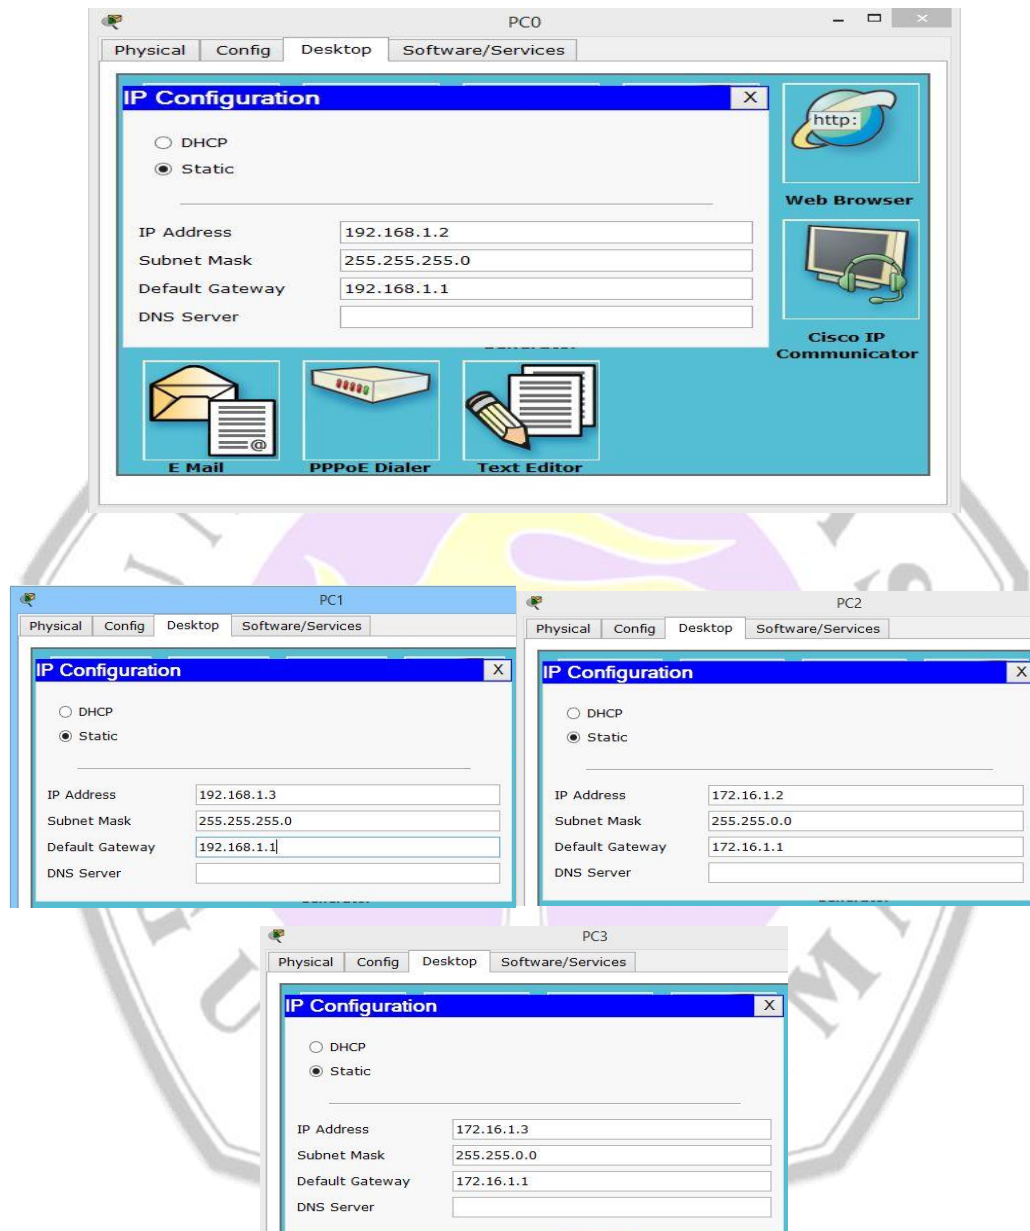 PC0
Physical Config Desktop Software/Services
IP Configuration X
DHCP
Static
IP Address 192.168.1.2
Subnet Mask 255.255.255.0
Default Gateway 192.168.1.1
DNS Server
http:
Web Browser
Cisco IP
Communicator
E Mail PPPoE Dialer Text Editor
PC1
Physical Config Desktop Software/Services
IP Configuration X
DHCP
Static
IP Address 192.168.1.3
Subnet Mask 255.255.255.0
Default Gateway 192.168.1.1
DNS Server
PC2
Physical Config Desktop Software/Services
IP Configuration X
DHCP
Static
IP Address 172.16.1.2
Subnet Mask 255.255.0.0
Default Gateway 172.16.1.1
DNS Server
PC3
Physical Config Desktop Software/Services
IP Configuration X
DHCP
Static
IP Address 172.16.1.3
Subnet Mask 255.255.0.0
Default Gateway 172.16.1.1
DNS Server